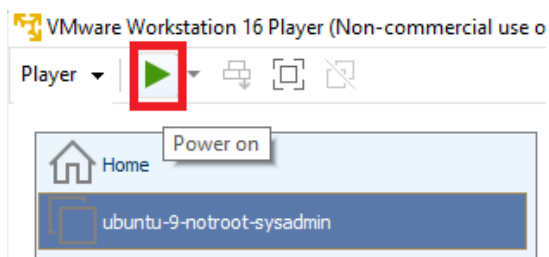 VMware Workstation 16 Player (Non-commercial use o
Player
Power on
Home
ubuntu-9-notroot-sysadmin